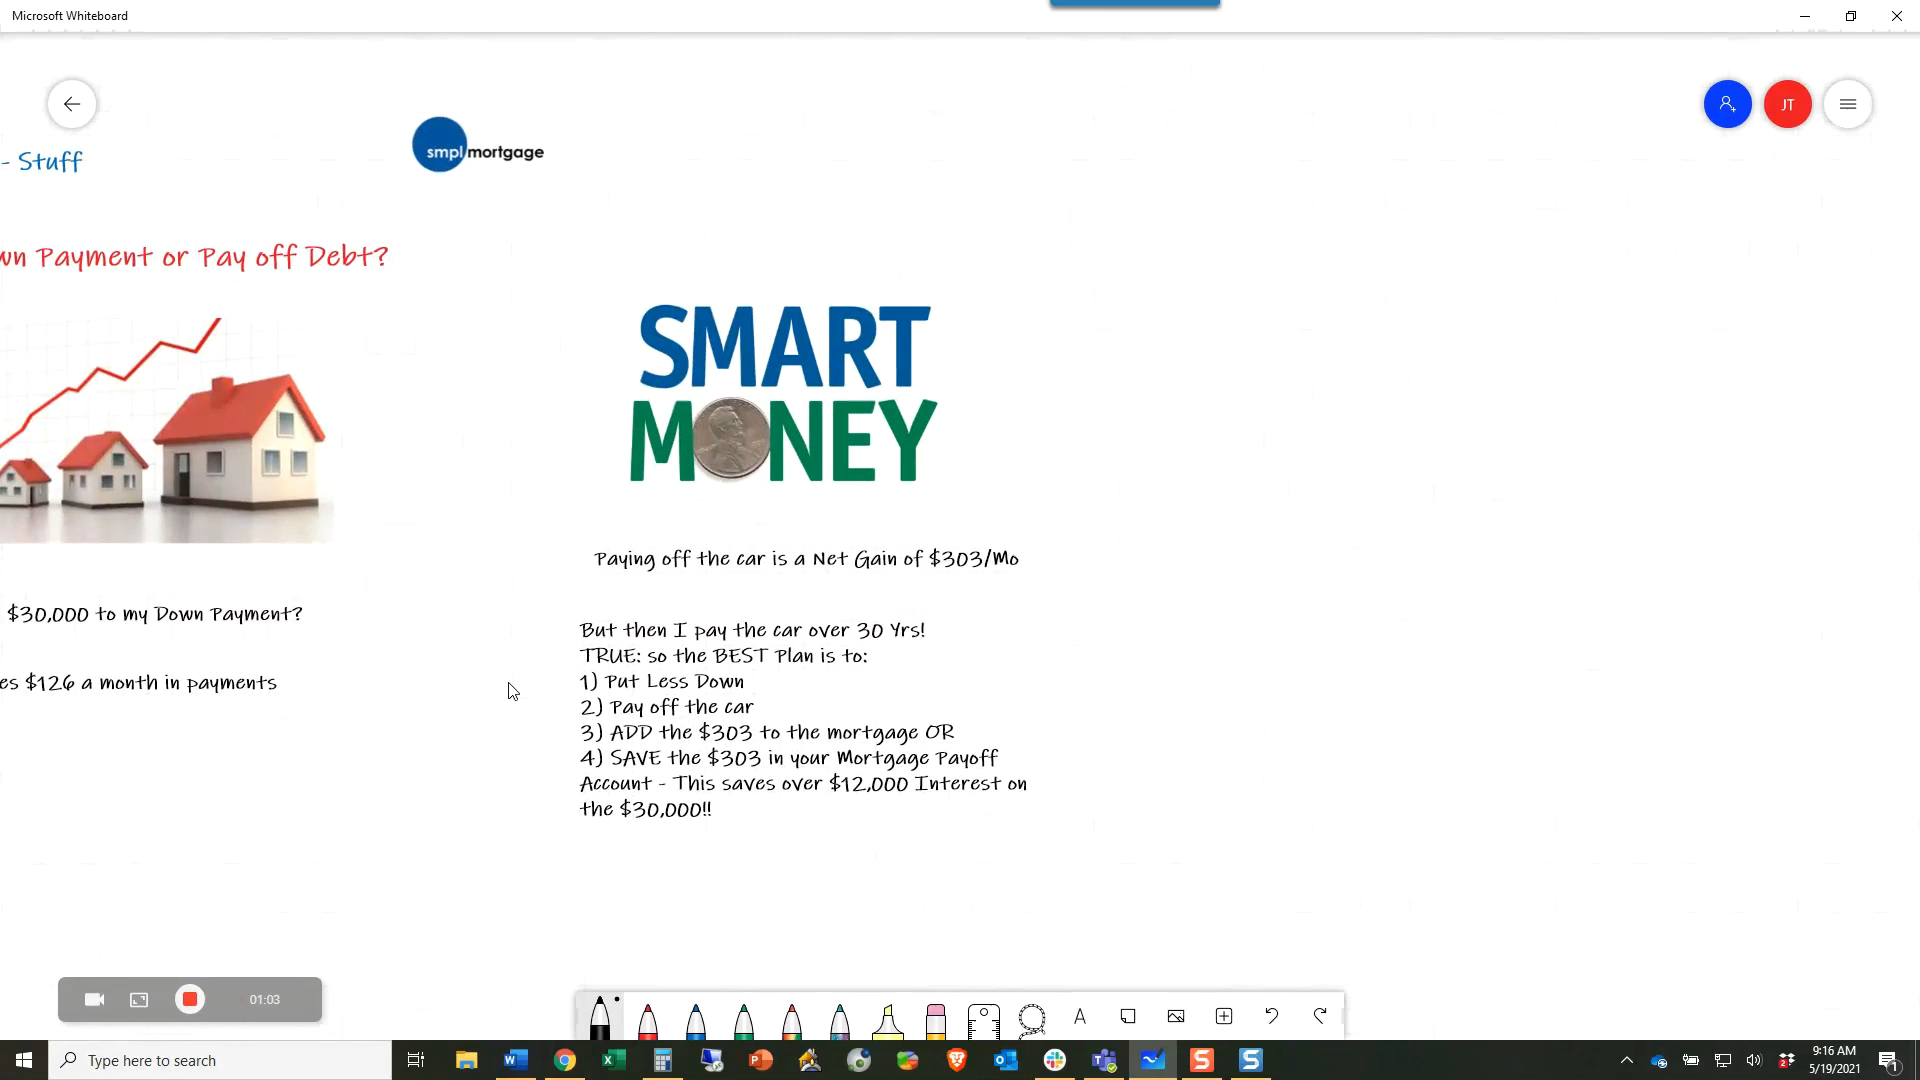 Microsoft Whiteboard
JT
- Stuff
smpl mortgage
Payment or Pay off Debt?
SMART
MONEY
Paying off the car is a Net Gain of $303/Mo
$30,000 to my Down Payment?
But then I pay the car over 30 Yrs!
TRUE: so the BEST Plan is to:
1) Put Less Down
$126 a month in payments
2) Pay off the car
3) ADD the $303 to the mortgage OR
4) SAVE the $303 in your Mortgage Payoff
Account - This saves over $12,000 Interest on
the $30,000!!
01:03
A
Type here to search
9:16 AM
5/19/2021